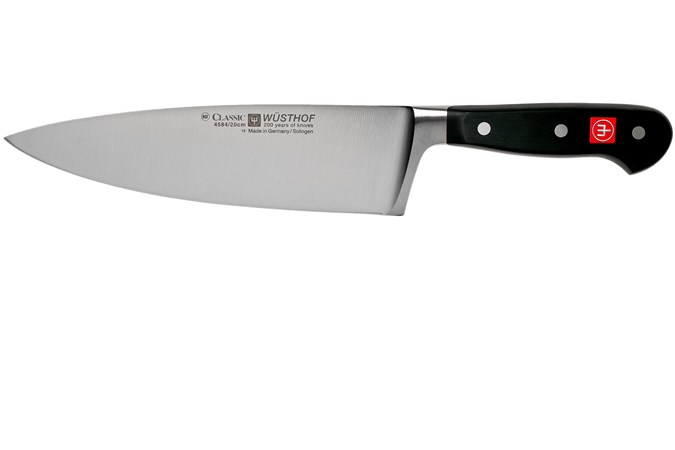 CLASSIC WÜSTHOF
4584/20cm 200 years of knives
Made in Germany/Solingen